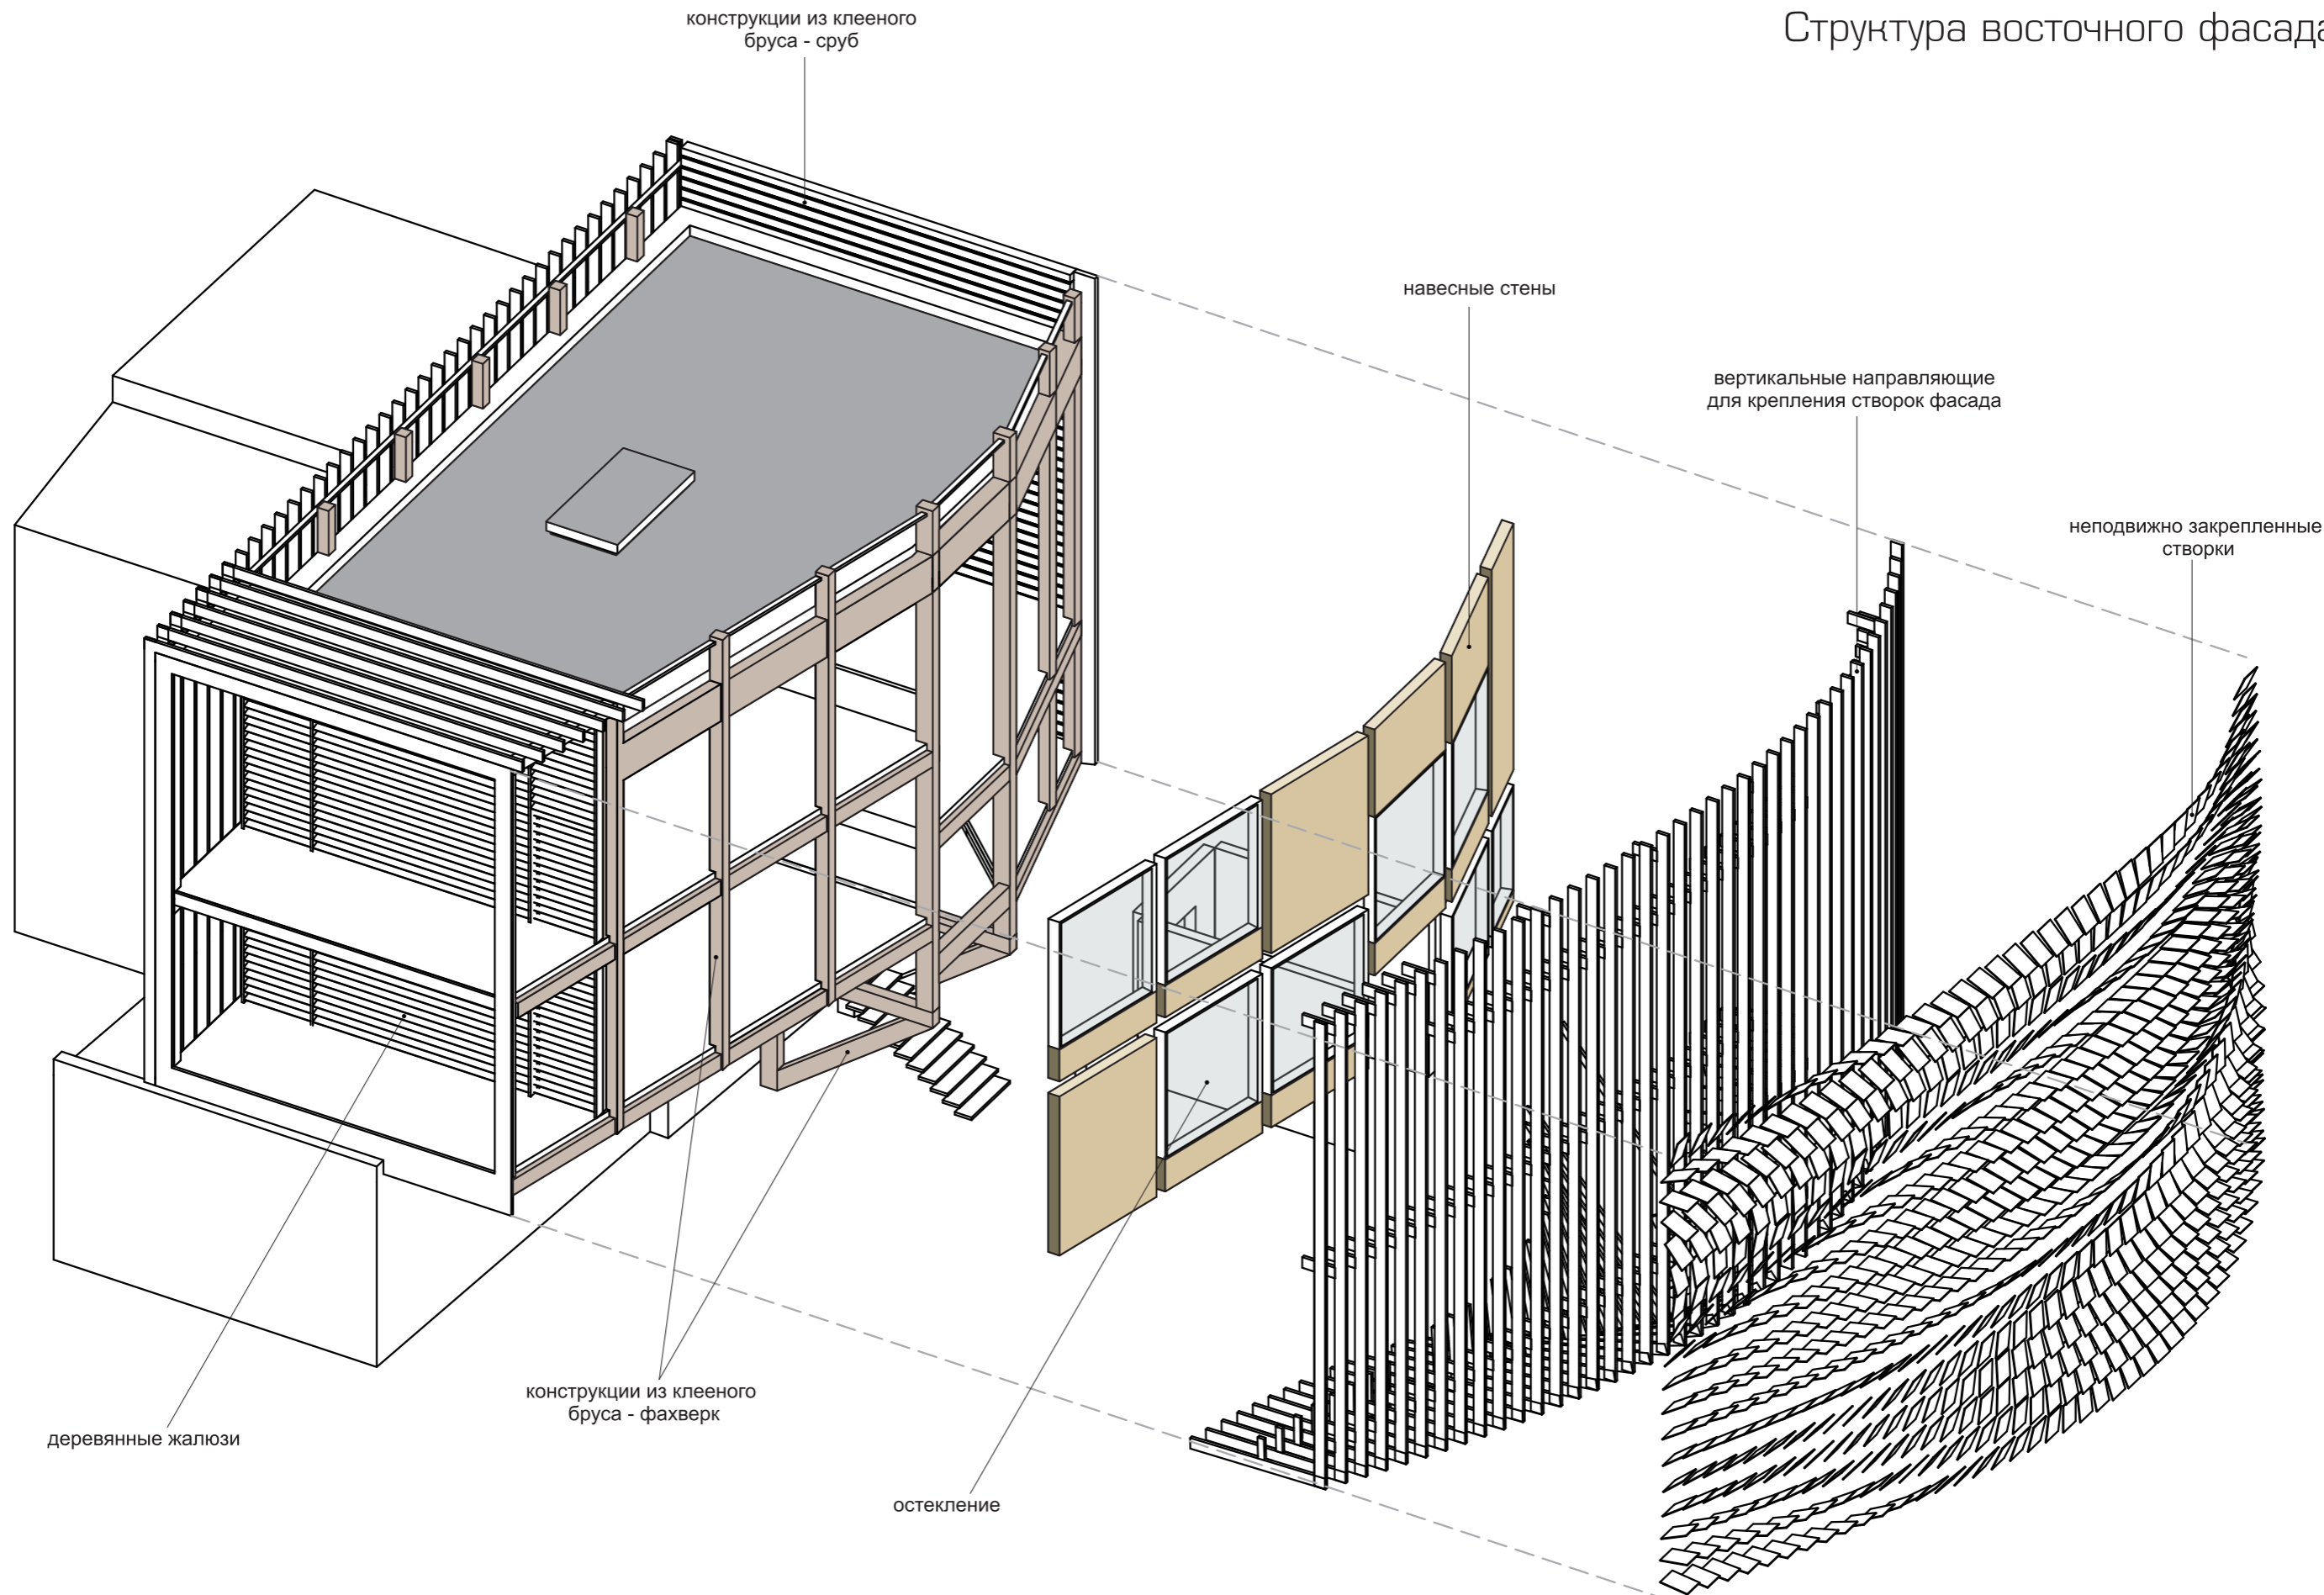 Структура восточного фасада
конструкции из клееного
бруса - сруб
навесные стены
вертикальные направляющие
для крепления створок фасада
неподвижно закрепленные
створки
конструкции из клееного
бруса - фахверк
деревянные жалюзи
остекление